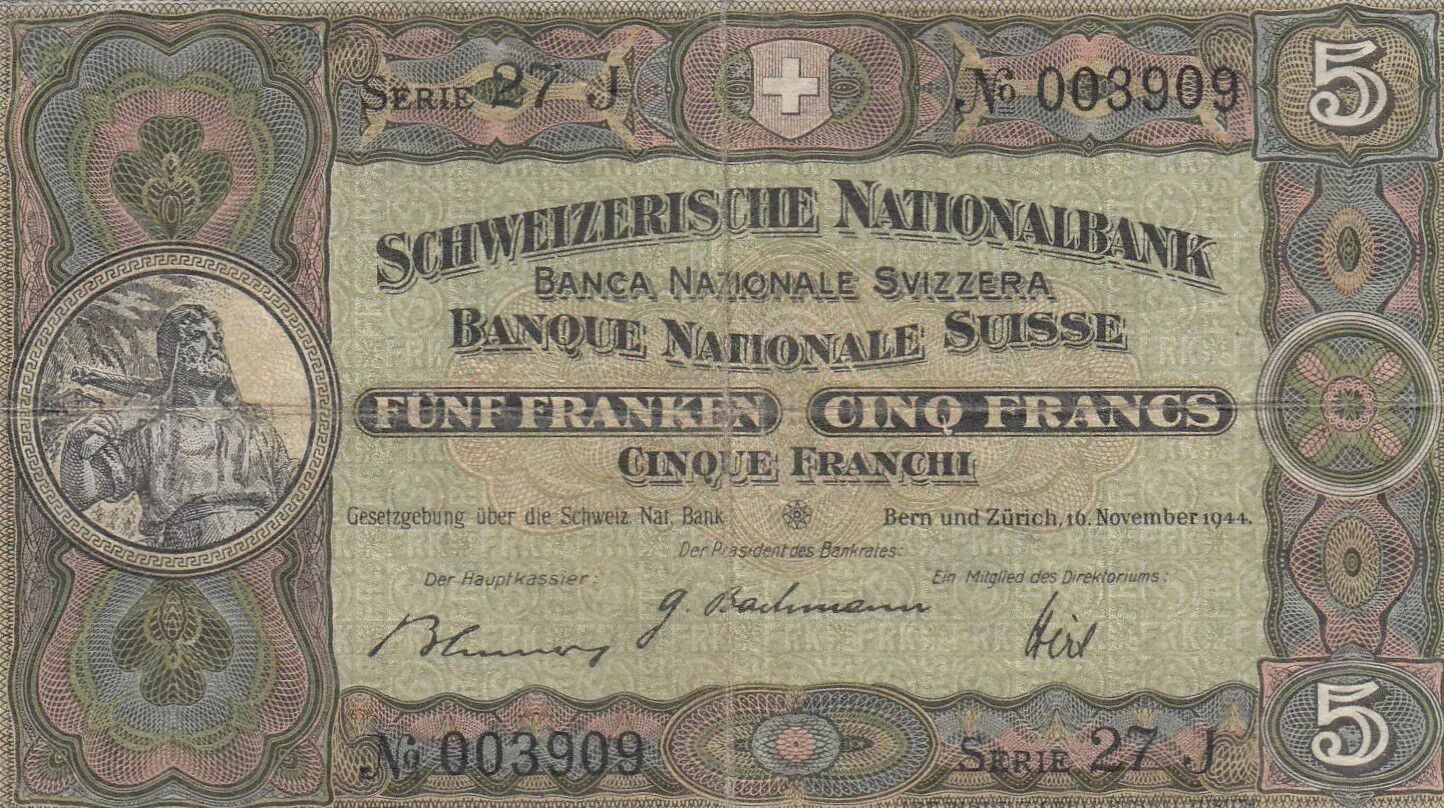 SERIE 27 J
No 003909
5
SCHWEIZERISCHE NATIONALBANK
BANCA NAZIONALE SVIZZERA
BANQUE NATIONALE SUISSE
FÜNF FRANKEN CINQ FRANCS
CINQUE FRANCHI
Gesetzgebung über die Schweiz. Nat. Bank
Bern und Zürich, 16. November 1944.
Der Präsident des Bankrates:
Der Hauptkassier:
Ein Mitglied des Direktoriums:
G. Bachmann
No 003909
SERIE 27 J
5